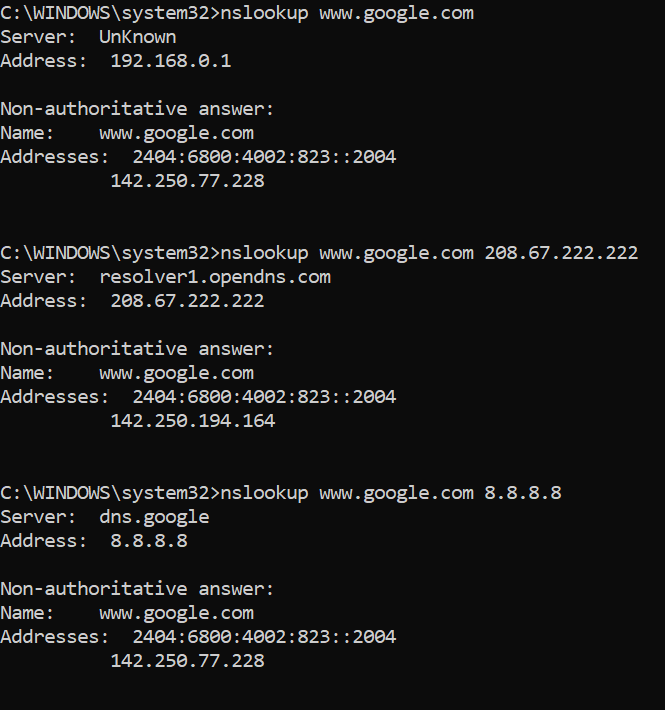 C:\WINDOWS\system32>nslookup www.google.com
Server:  UnKnown
Address:  192.168.0.1
Non-authoritative answer:
Name:    www.google.com
Addresses:  2404:6800:4002:823::2004
          142.250.77.228
C:\WINDOWS\system32>nslookup www.google.com 208.67.222.222
Server:  resolver1.opendns.com
Address:  208.67.222.222
Non-authoritative answer:
Name:    www.google.com
Addresses:  2404:6800:4002:823::2004
          142.250.194.164
C:\WINDOWS\system32>nslookup www.google.com 8.8.8.8
Server:  dns.google
Address:  8.8.8.8
Non-authoritative answer:
Name:    www.google.com
Addresses:  2404:6800:4002:823::2004
          142.250.77.228